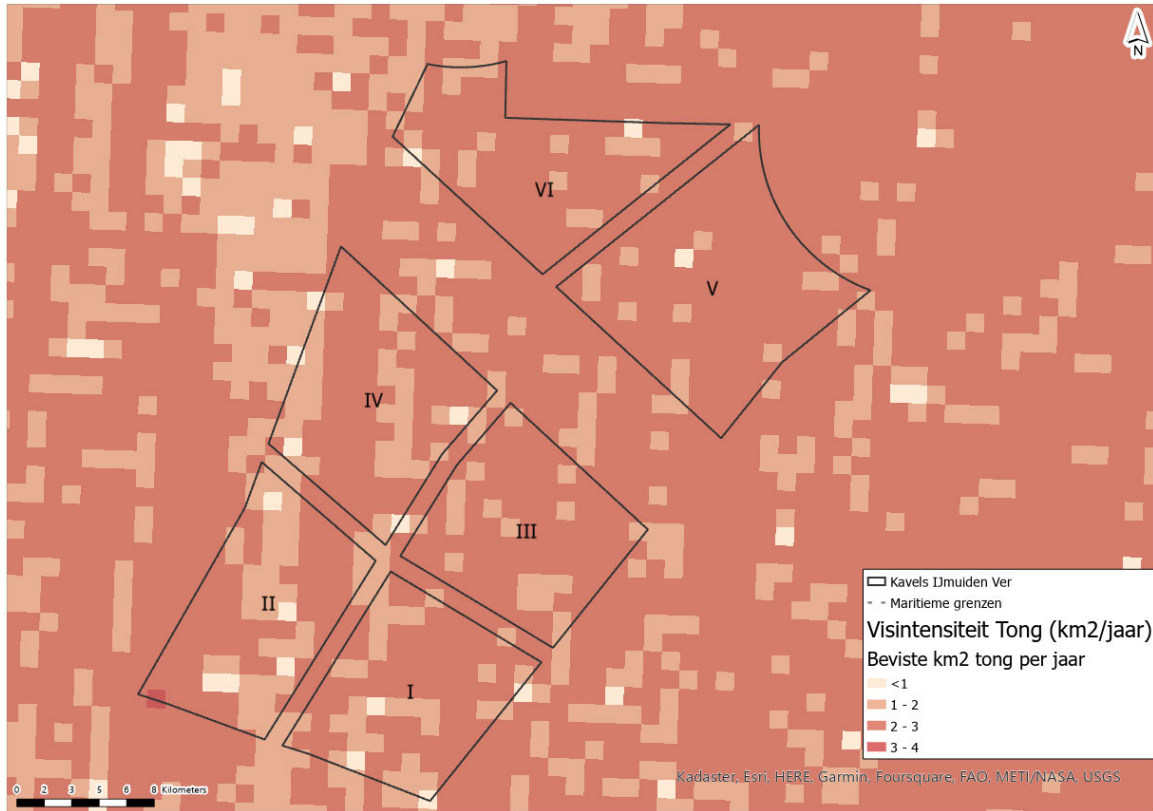 N
VI
V
IV
III
II
I
Kavels IJmuiden Ver
Maritieme grenzen
Visintensiteit Tong (km2/jaar)
Beviste km2 tong per jaar
<1
1 - 2
2 - 3
3 - 4
Kadaster, Esri, HERE, Garmin, Foursquare, FAO, METI/NASA, USGS
0 2 3 5 6 8 Kilometers